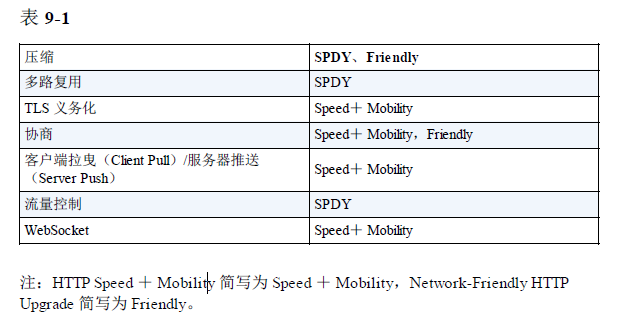 表 9-1
压缩 SPDY、Friendly
多路复用 SPDY
TLS 义务化 Speed＋ Mobility
协商 Speed＋ Mobility，Friendly
客户端拉曳（Client Pull）/服务器推送
（Server Push） Speed＋ Mobility
流量控制 SPDY
WebSocket Speed＋ Mobility
注：HTTP Speed ＋ Mobility 简写为 Speed ＋ Mobility，Network-Friendly HTTP
Upgrade 简写为 Friendly。